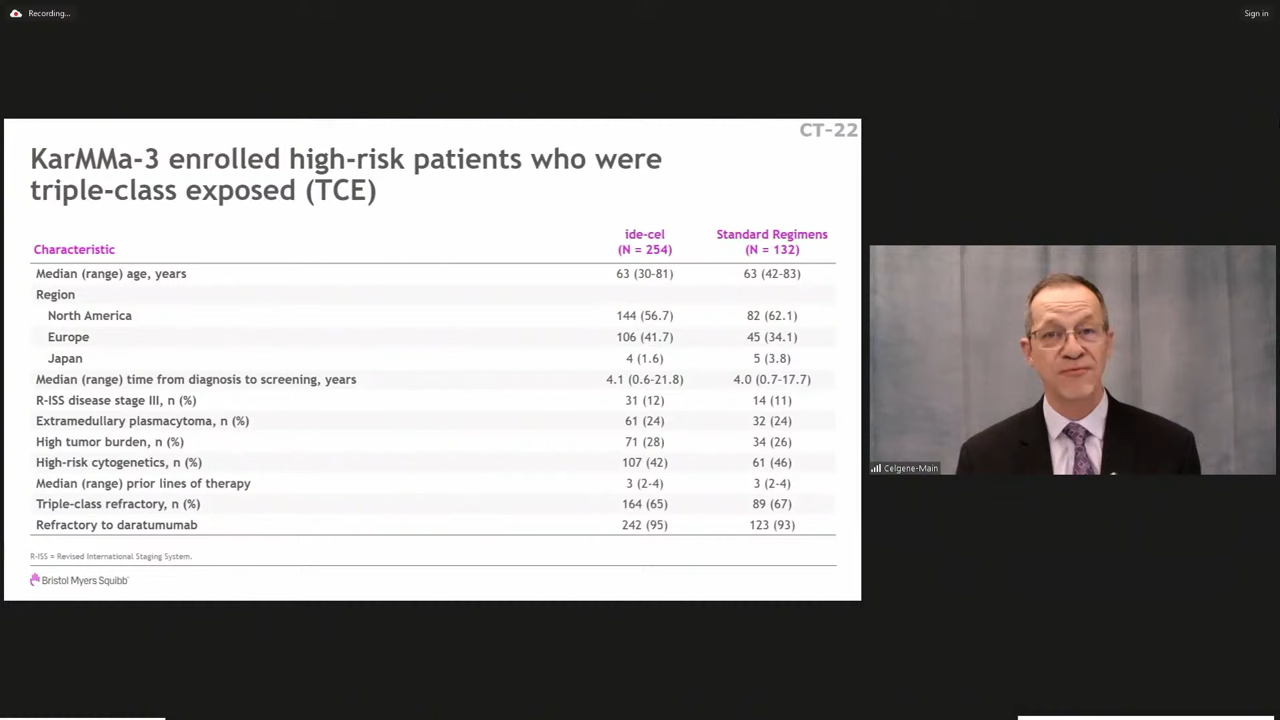 Recording...
Sign in
CT-22
KarMMa-3 enrolled high-risk patients who were
triple-class exposed (TCE)
Characteristic
ide-cel
(N = 254)
Standard Regimens
(N = 132)
Median (range) age, years 63 (30-81) 63 (42-83)
Region
North America 144 (56.7) 82 (62.1)
Europe 106 (41.7) 45 (34.1)
Japan 4 (1.6) 5 (3.8)
Median (range) time from diagnosis to screening, years 4.1 (0.6-21.8) 4.0 (0.7-17.7)
R-ISS disease stage III, n (%) 31 (12) 14 (11)
Extramedullary plasmacytoma, n (%) 61 (24) 32 (24)
High tumor burden, n (%) 71 (28) 34 (26)
High-risk cytogenetics, n (%) 107 (42) 61 (46)
Median (range) prior lines of therapy 3 (2-4) 3 (2-4)
Triple-class refractory, n (%) 164 (65) 89 (67)
Refractory to daratumumab 242 (95) 123 (93)
R-ISS = Revised International Staging System.
Bristol Myers Squibb™
Celgene-Main